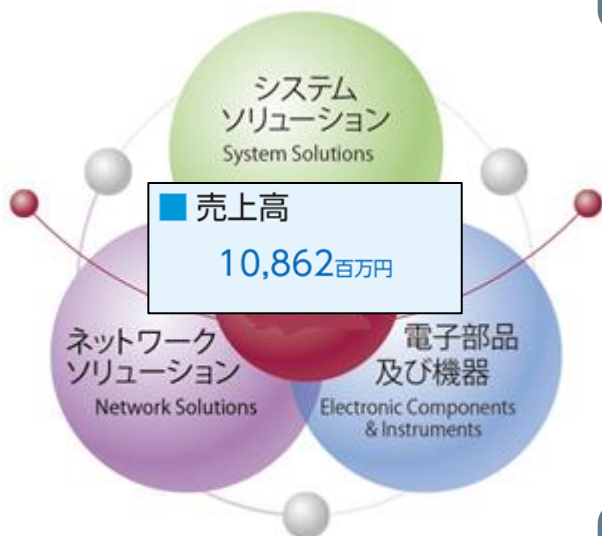 システム
ソリューション
System Solutions
■ 売上高
10,862百万円
ネットワーク
ソリューション
Network Solutions
電子部品
及び機器
Electronic Components
& Instruments